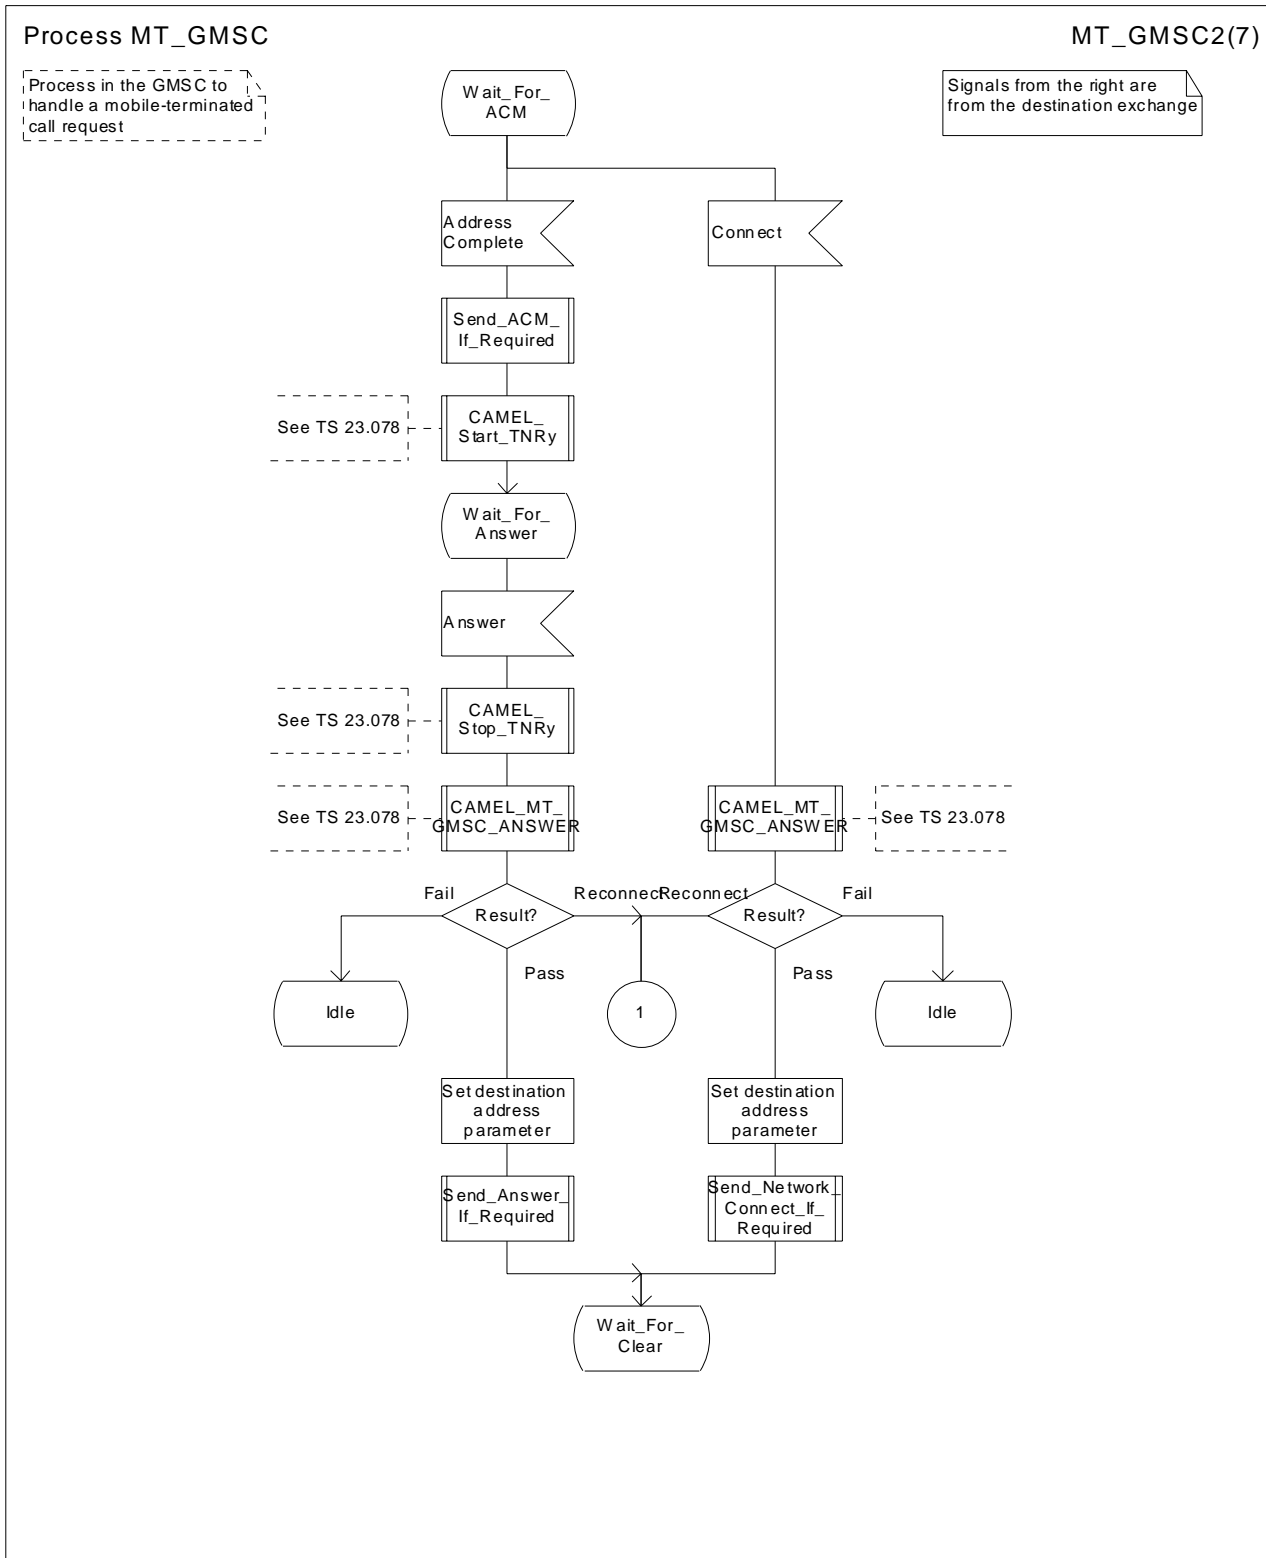 Process MT_GMSC
MT_GMSC2(7)
Process in the GMSC to
handle a mobile-terminated
call request
Signals from the right are
from the destination exchange
Wait_For_
ACM
Address
Complete
Connect
Send_ACM_
If_Required
See TS 23.078
CAMEL_
Start_TNRy
Wait_For_
Answer
Answer
See TS 23.078
CAMEL_
Stop_TNRy
See TS 23.078
CAMEL_MT_
GMSC_ANSWER
CAMEL_MT_
GMSC_ANSWER
See TS 23.078
Fail
Result?
Reconnect
Reconnect
Result?
Fail
Pass
Pass
Idle
1
Idle
Set destination
address
parameter
Set destination
address
parameter
Send_Answer_
If_Required
Send_Network_
Connect_If_
Required
Wait_For_
Clear